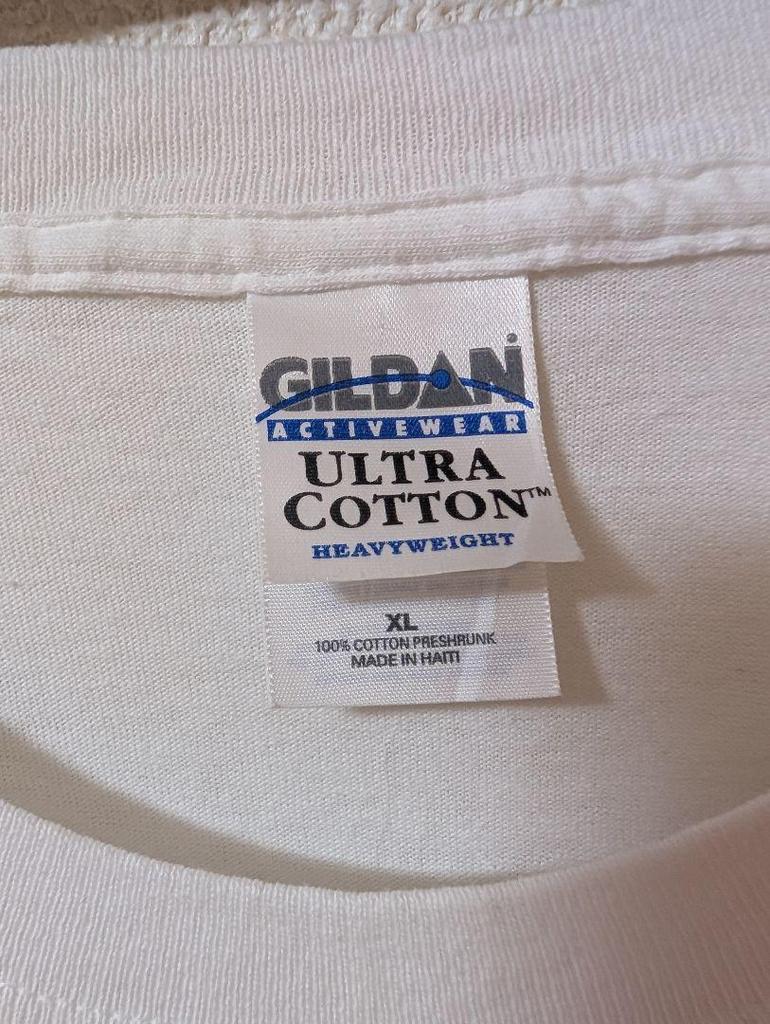 GILDAN
ACTIVEWEAR
ULTRA
COTTON™
HEAVYWEIGHT
XL
100% COTTON PRESHRUNK
MADE IN HAITI